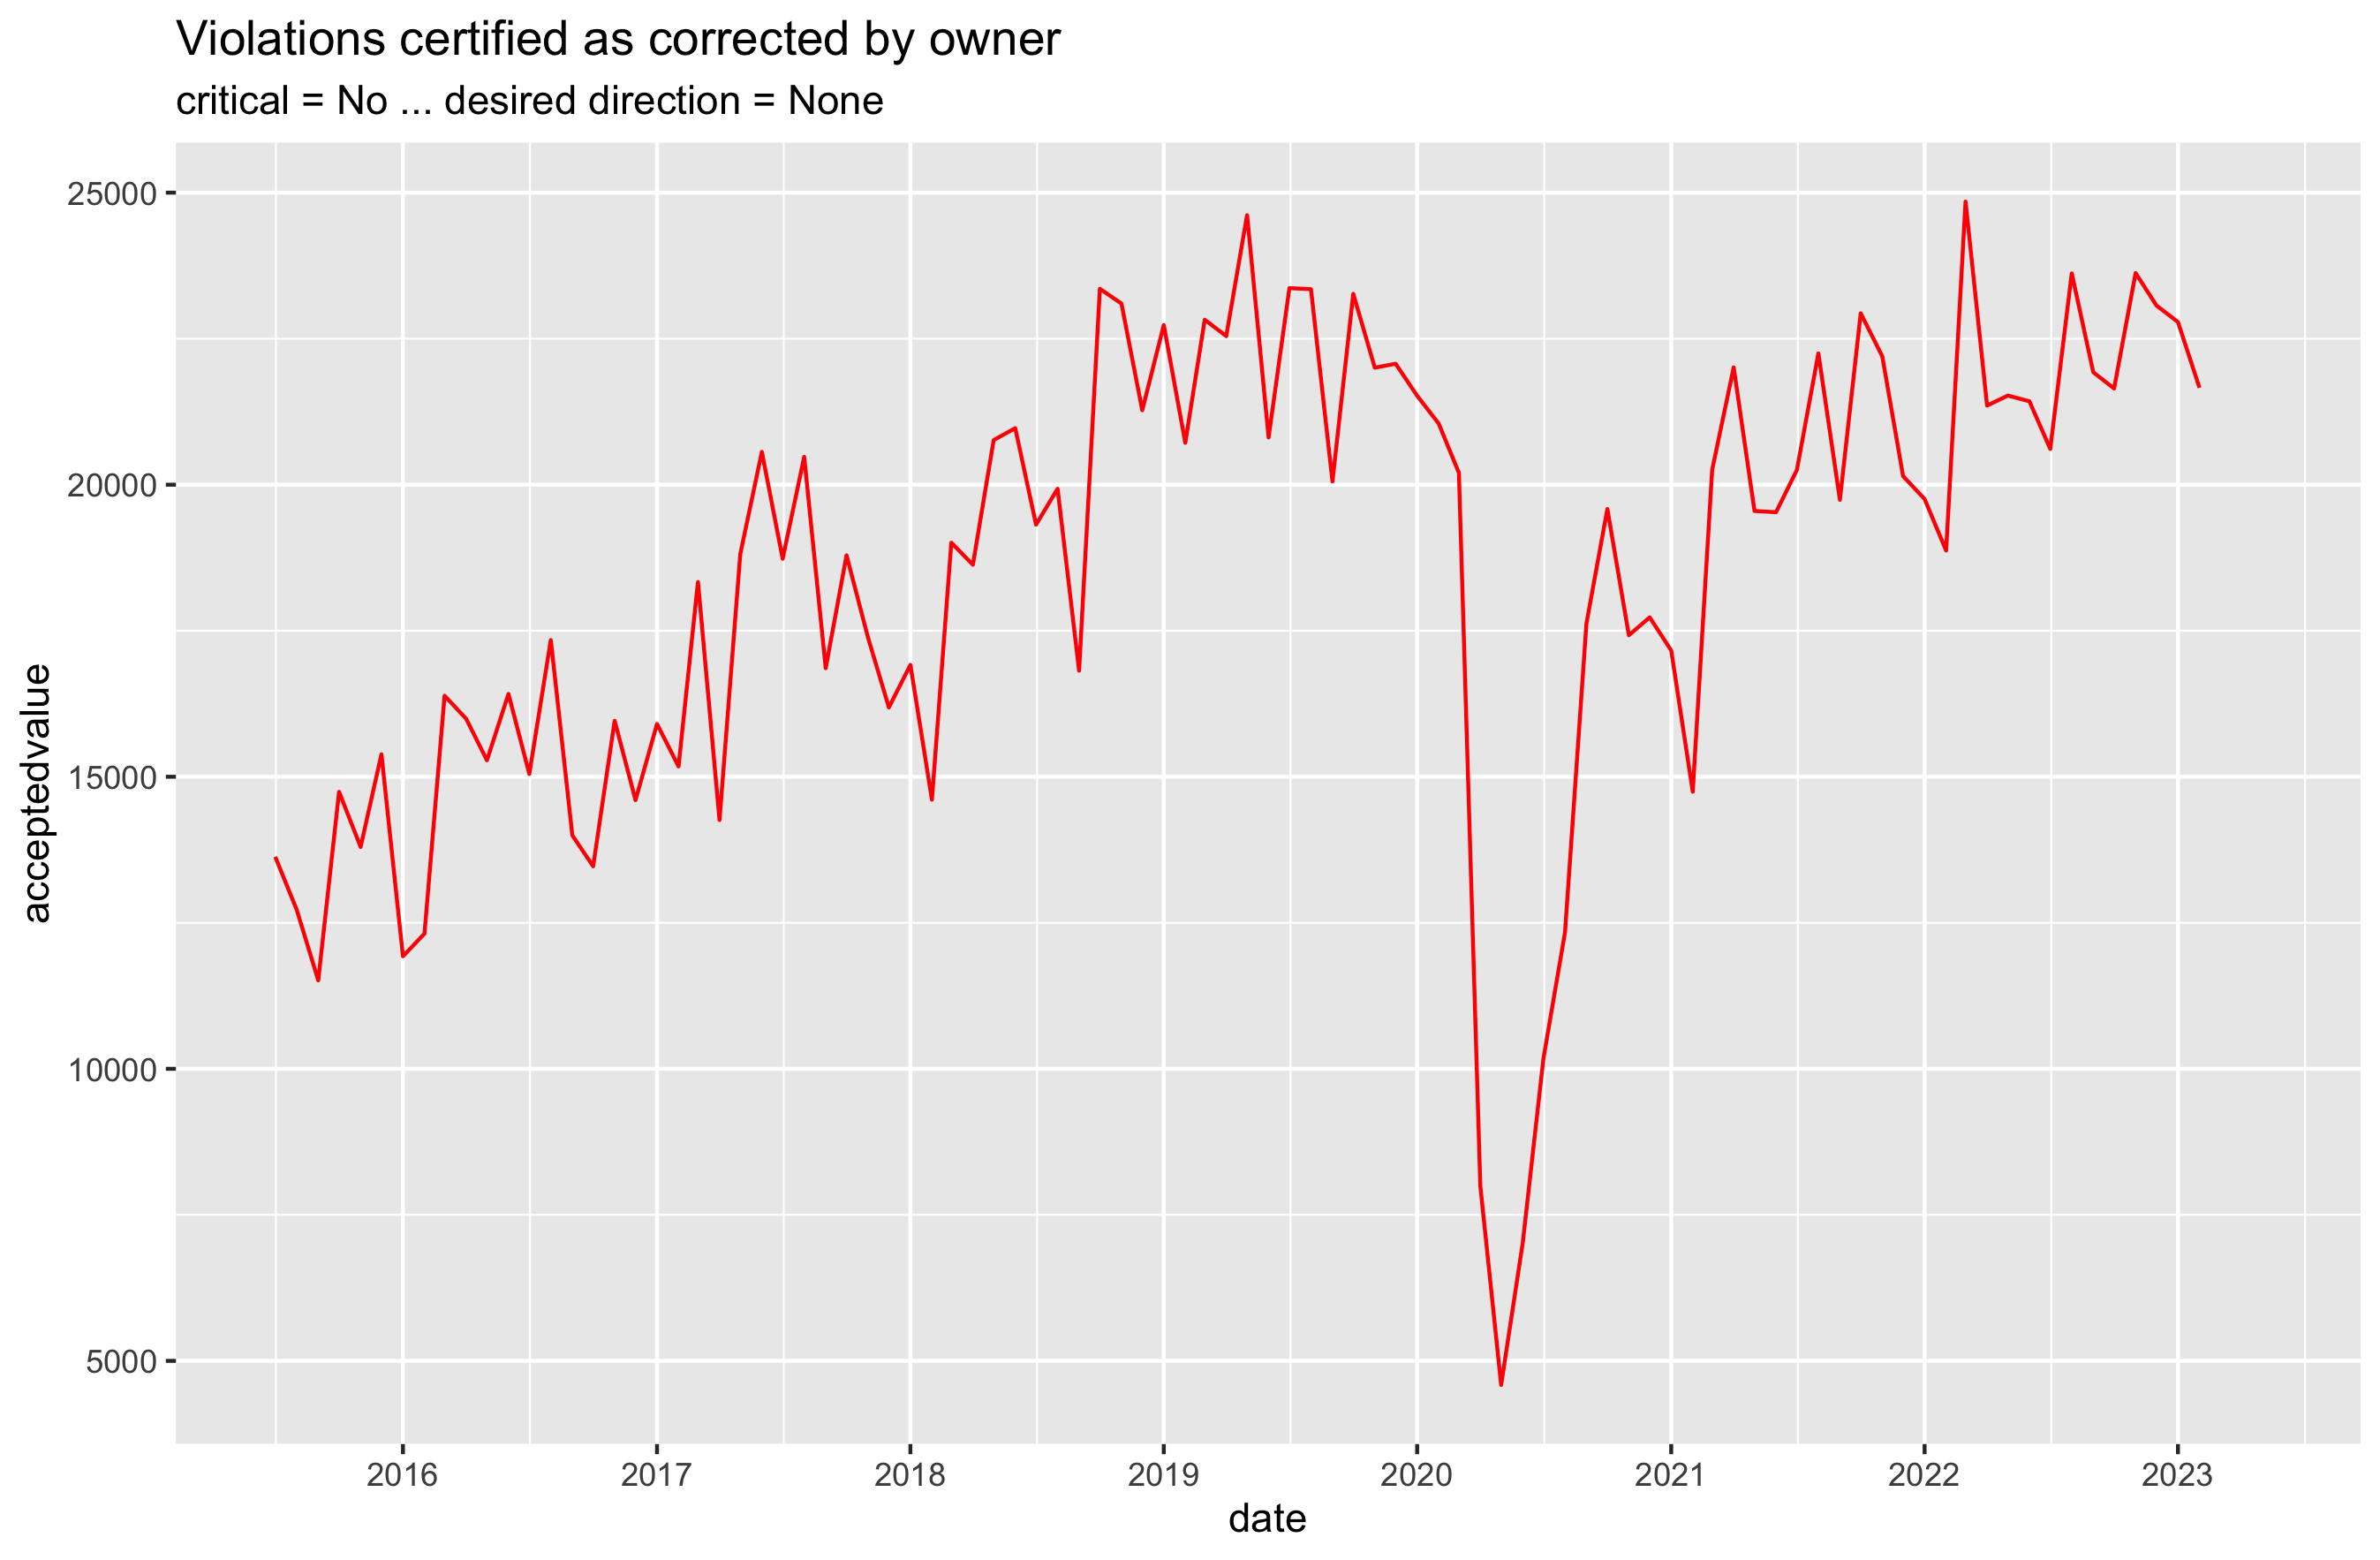 Violations certified as corrected by owner
critical = No ... desired direction = None
acceptedvalue
25000
20000
15000
10000
5000
2016 2017 2018 2019 2020 2021 2022 2023
date